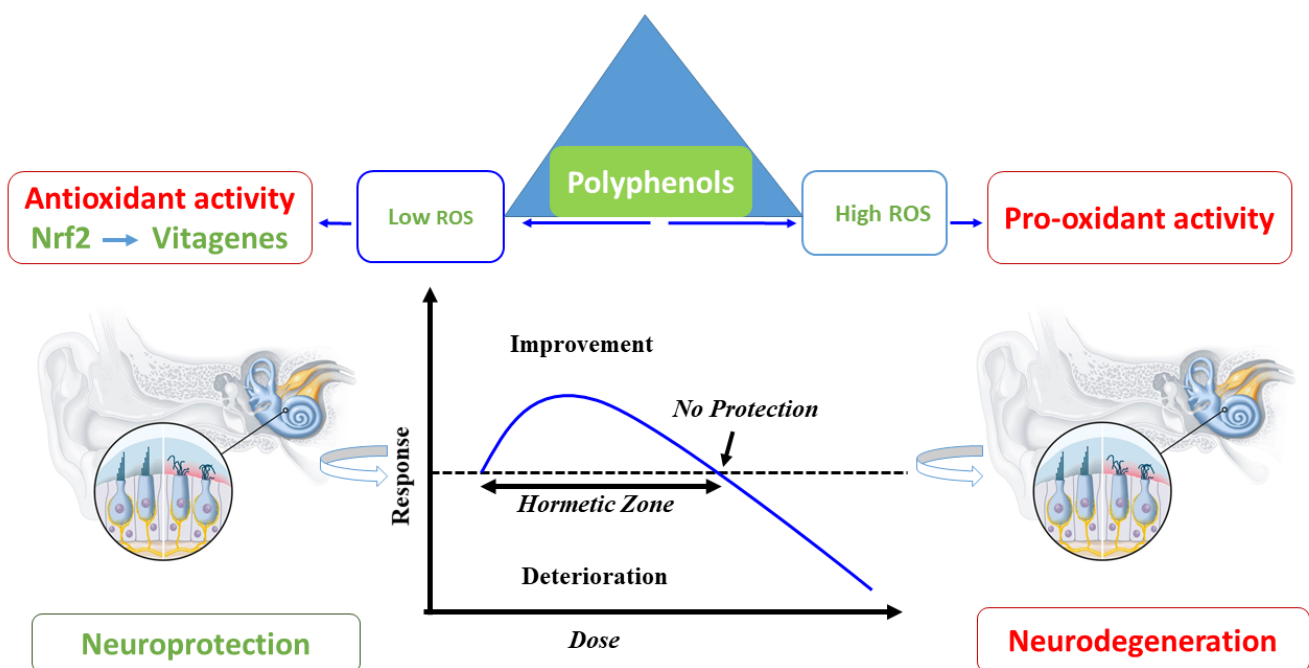 Polyphenols
Antioxidant activity
Nrf2 → Vitagenes
Low ROS
High ROS
Pro-oxidant activity
Improvement
No Protection
Response
Hormetic Zone
Deterioration
Dose
Neuroprotection
Neurodegeneration